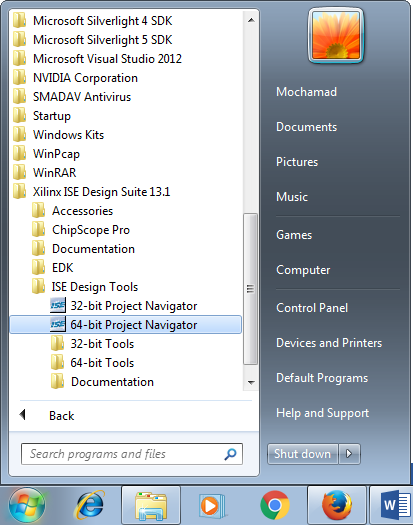 Microsoft Silverlight 4 SDK
Microsoft Silverlight 5 SDK
Microsoft Visual Studio 2012
NVIDIA Corporation
SMADAV Antivirus
Startup
Windows Kits
WinPcap
WinRAR
Xilinx ISE Design Suite 13.1
Accessories
ChipScope Pro
Documentation
EDK
ISE Design Tools
ISE 32-bit Project Navigator
ISE 64-bit Project Navigator
32-bit Tools
64-bit Tools
Documentation
Back
Search programs and files
Mochamad
Documents
Pictures
Music
Games
Computer
Control Panel
Devices and Printers
Default Programs
Help and Support
Shut down
W